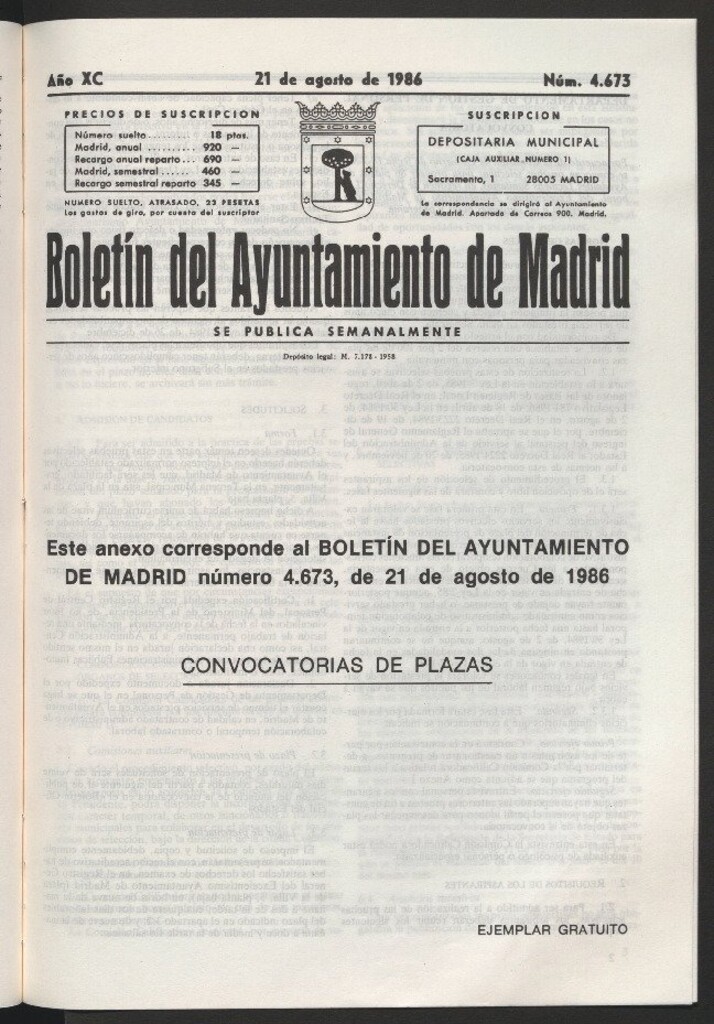 Año XC
21 de agosto de 1986
Núm. 4.673
PRECIOS DE SUSCRIPCION
Número suelto.......... 18 ptas.
Madrid, anual .......... 920 —
Recargo anual reparto... 690 —
Madrid, semestral ...... 460 —
Recargo semestral reparto 345 —
NUMERO SUELTO, ATRASADO, 23 PESETAS
Los gastos de giro, por cuenta del suscriptor
SUSCRIPCION
DEPOSITARIA MUNICIPAL
(CAJA AUXILIAR NUMERO 1)
Sacramento, 1 28005 MADRID
La correspondencia se dirigirá al Ayuntamiento
de Madrid. Apartado de Correos 900. Madrid.
Boletín del Ayuntamiento de Madrid
SE PUBLICA SEMANALMENTE
Depósito legal: M. 7.178 - 1958
Este anexo corresponde al BOLETÍN DEL AYUNTAMIENTO
DE MADRID número 4.673, de 21 de agosto de 1986
CONVOCATORIAS DE PLAZAS
EJEMPLAR GRATUITO